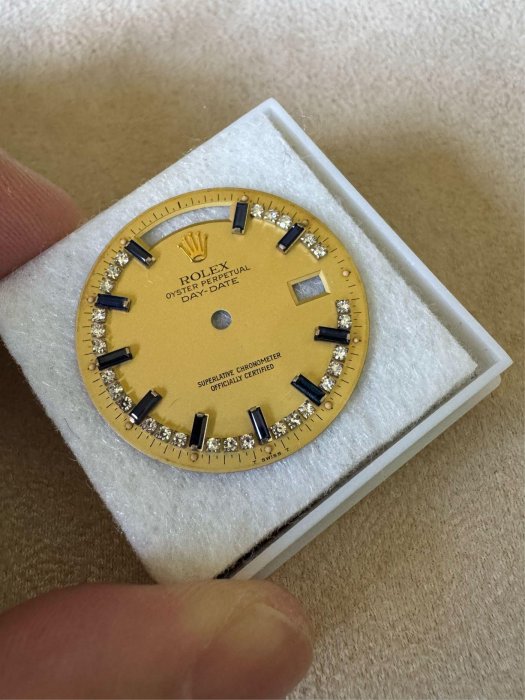 ROLEX
OYSTER PERPETUAL
DAY-DATE
SUPERLATIVE CHRONOMETER
OFFICIALLY CERTIFIED
T SWISS T